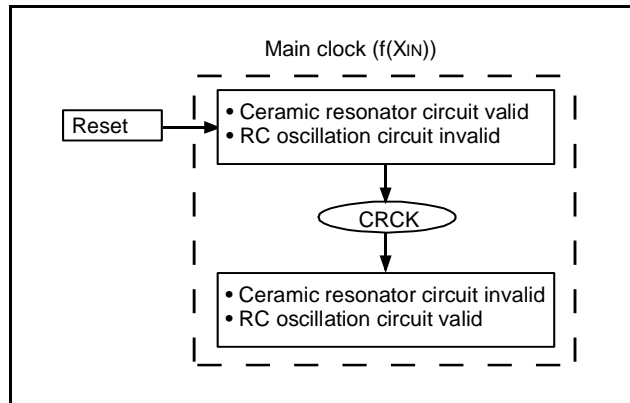 Main clock (f(XIN))
Reset
• Ceramic resonator circuit valid
• RC oscillation circuit invalid
CRCK
• Ceramic resonator circuit invalid
• RC oscillation circuit valid